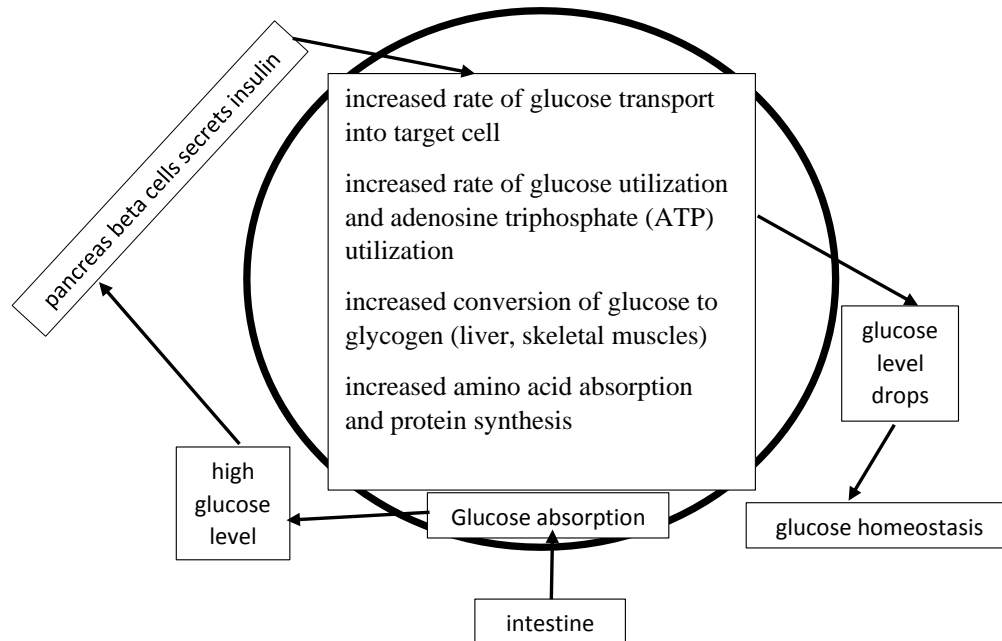 pancreas beta cells secrets insulin
increased rate of glucose transport
into target cell
increased rate of glucose utilization
and adenosine triphosphate (ATP)
utilization
increased conversion of glucose to
glycogen (liver, skeletal muscles)
increased amino acid absorption
and protein synthesis
glucose
level
drops
high
glucose
level
Glucose absorption
glucose homeostasis
intestine